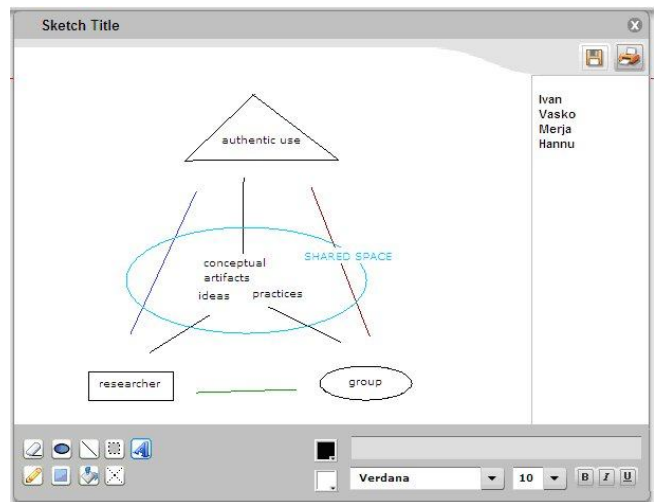 Sketch Title
Ivan
Vasko
Merja
Hannu
authentic use
SHARED SPACE
conceptual
artifacts
ideas practices
researcher
group
Verdana 10 B I U